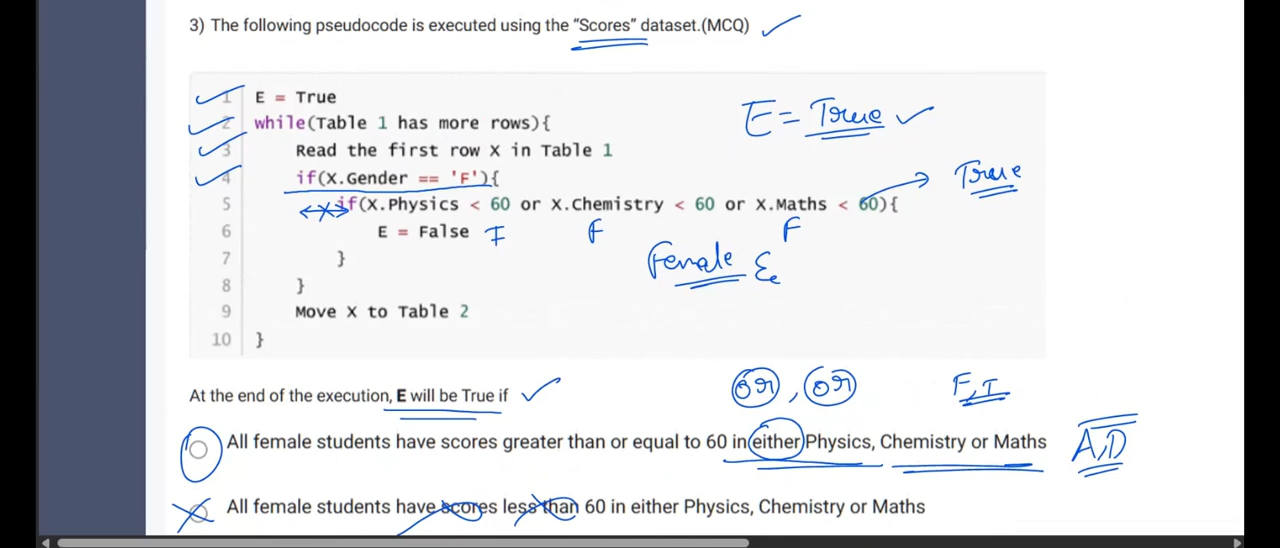 3) The following pseudocode is executed using the "Scores" dataset.(MCQ)
1 E = True
E = True
2 while(Table 1 has more rows){
3 Read the first row X in Table 1
4 if(X.Gender == 'F'){
True
5 if(X.Physics < 60 or X.Chemistry < 60 or X.Maths < 60){
6 E = False
F F
Female
7 }
8 }
9 Move X to Table 2
10 }
or, or
At the end of the execution, E will be True if
All female students have scores greater than or equal to 60 in either Physics, Chemistry or Maths
A, D
All female students have scores less than 60 in either Physics, Chemistry or Maths